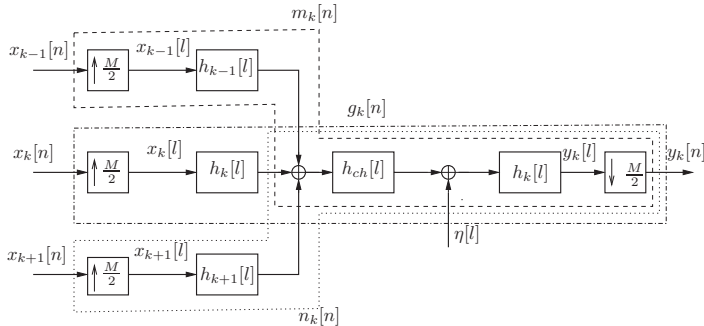 m_k[n]
x_{k−1}[n] ↑ M/2 x_{k−1}[l] h_{k−1}[l]
g_k[n]
x_k[n] ↑ M/2 x_k[l] h_k[l] h_{ch}[l] h_k[l] y_k[l] ↓ M/2 y_k[n]
η[l]
x_{k+1}[n] ↑ M/2 x_{k+1}[l] h_{k+1}[l]
n_k[n]